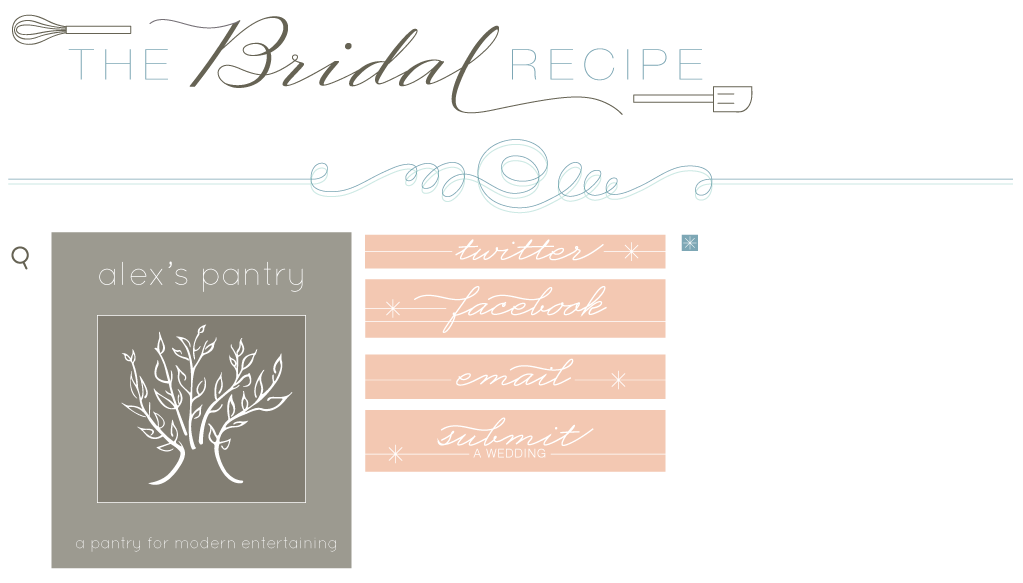 THE Bridal RECIPE
alex's pantry
a pantry for modern entertaining
twitter
facebook
email
submit
A WEDDING